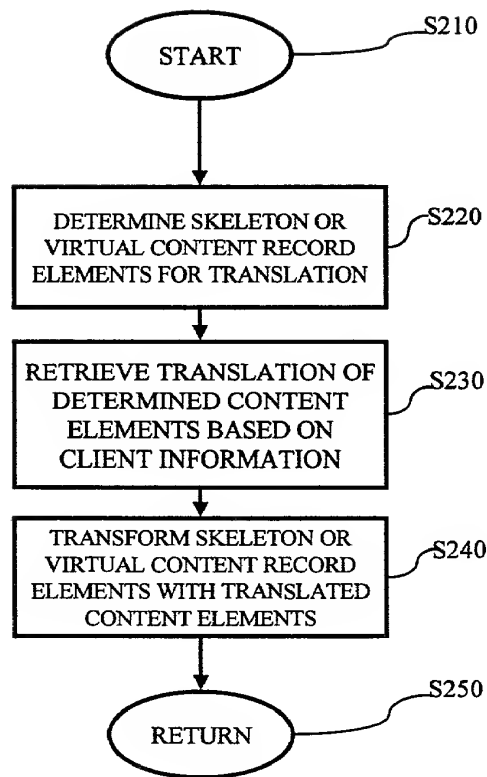 S210
START
S220
DETERMINE SKELETON OR
VIRTUAL CONTENT RECORD
ELEMENTS FOR TRANSLATION
S230
RETRIEVE TRANSLATION OF
DETERMINED CONTENT
ELEMENTS BASED ON
CLIENT INFORMATION
S240
TRANSFORM SKELETON OR
VIRTUAL CONTENT RECORD
ELEMENTS WITH TRANSLATED
CONTENT ELEMENTS
S250
RETURN